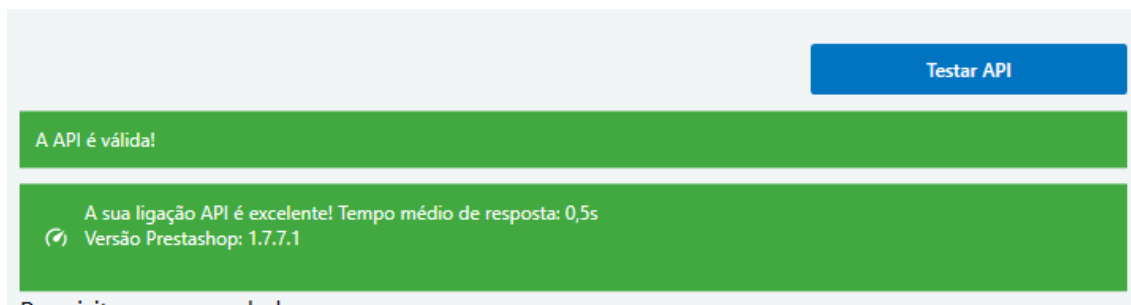 Testar API
A API é válida!
A sua ligação API é excelente! Tempo médio de resposta: 0,5s
Versão Prestashop: 1.7.7.1